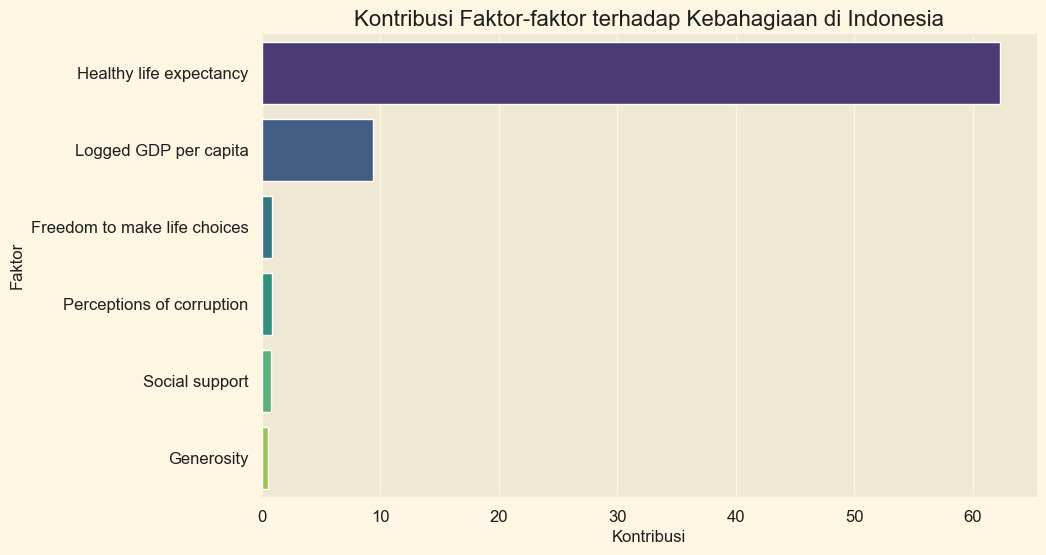 Kontribusi Faktor-faktor terhadap Kebahagiaan di Indonesia
Faktor
Healthy life expectancy
Logged GDP per capita
Freedom to make life choices
Perceptions of corruption
Social support
Generosity
0 10 20 30 40 50 60
Kontribusi